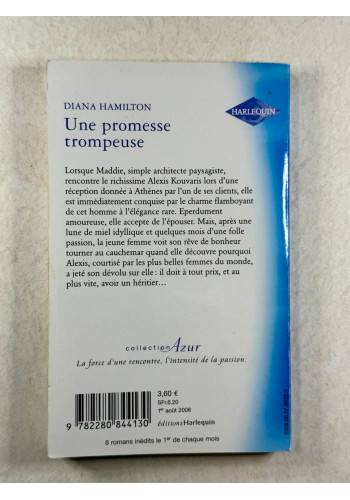 DIANA HAMILTON
HARLEQUIN
Une promesse
trompeuse
Lorsque Maddie, simple architecte paysagiste,
rencontre le richissime Alexis Kouvaris lors d'une
réception donnée à Athènes par l'un de ses clients, elle
est immédiatement conquise par le charme flamboyant
de cet homme à l'élégance rare. Eperdument
amoureuse, elle accepte de l'épouser. Mais, après une
lune de miel idyllique et quelques mois d'une folle
passion, la jeune femme voit son rêve de bonheur
tourner au cauchemar quand elle découvre pourquoi
Alexis, courtisé par les plus belles femmes du monde,
a jeté son dévolu sur elle : il doit à tout prix, et au
plus vite, avoir un héritier…
collection Azur
La force d'une rencontre, l'intensité de la passion.
3,60 €
SFr6.20
1er août 2006
éditionsHarlequin
9 782280 844130
8 romans inédits le 1er de chaque mois